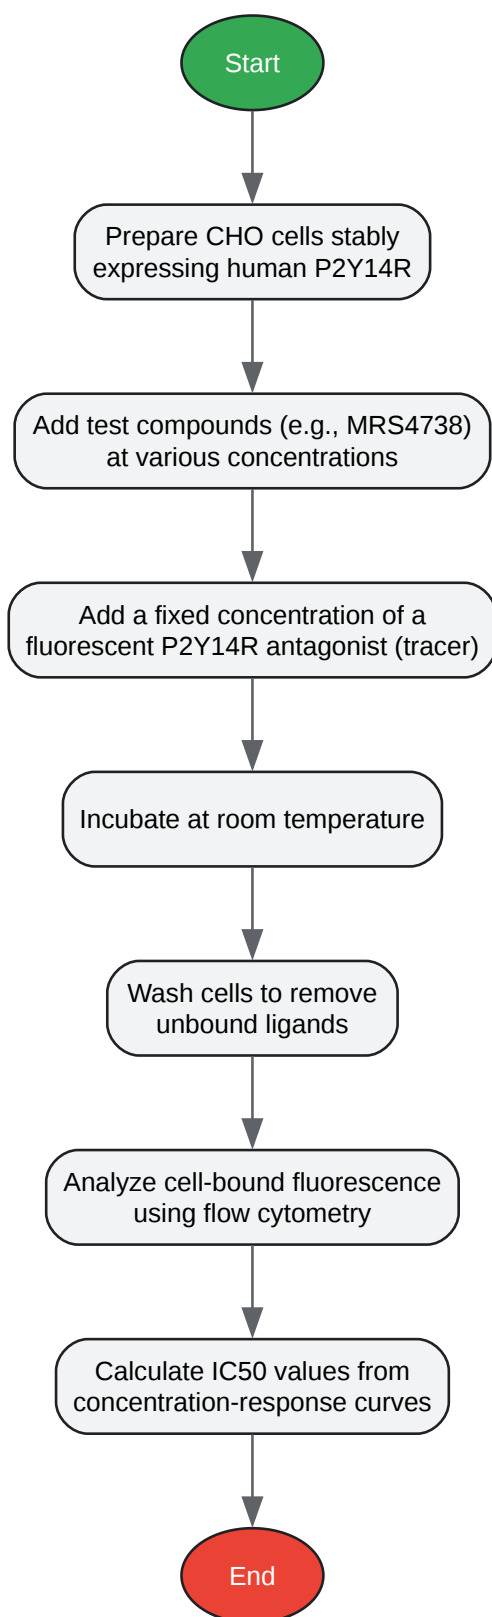 Start
Prepare CHO cells stably
expressing human P2Y14R
Add test compounds (e.g., MRS4738)
at various concentrations
Add a fixed concentration of a
fluorescent P2Y14R antagonist (tracer)
Incubate at room temperature
Wash cells to remove
unbound ligands
Analyze cell-bound fluorescence
using flow cytometry
Calculate IC50 values from
concentration-response curves
End